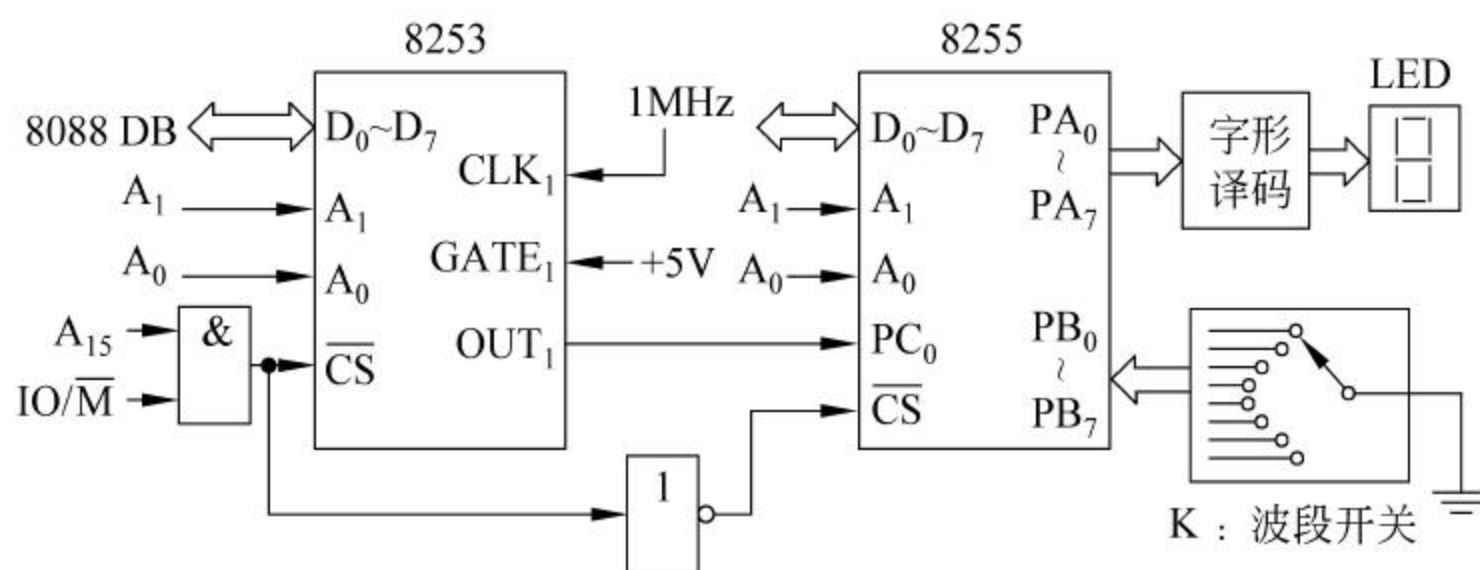 8253
8255
8088 DB
D₀~D₇
1MHz
D₀~D₇
PA₀
~
PA₇
字形
译码
LED
CLK₁
A₁
A₁
A₁
A₁
GATE₁
+5V
A₀
A₀
A₀
A₀
A₁₅
&
IO/M̅
C̅S̅
OUT₁
PC₀
C̅S̅
PB₀
~
PB₇
1
K：波段开关